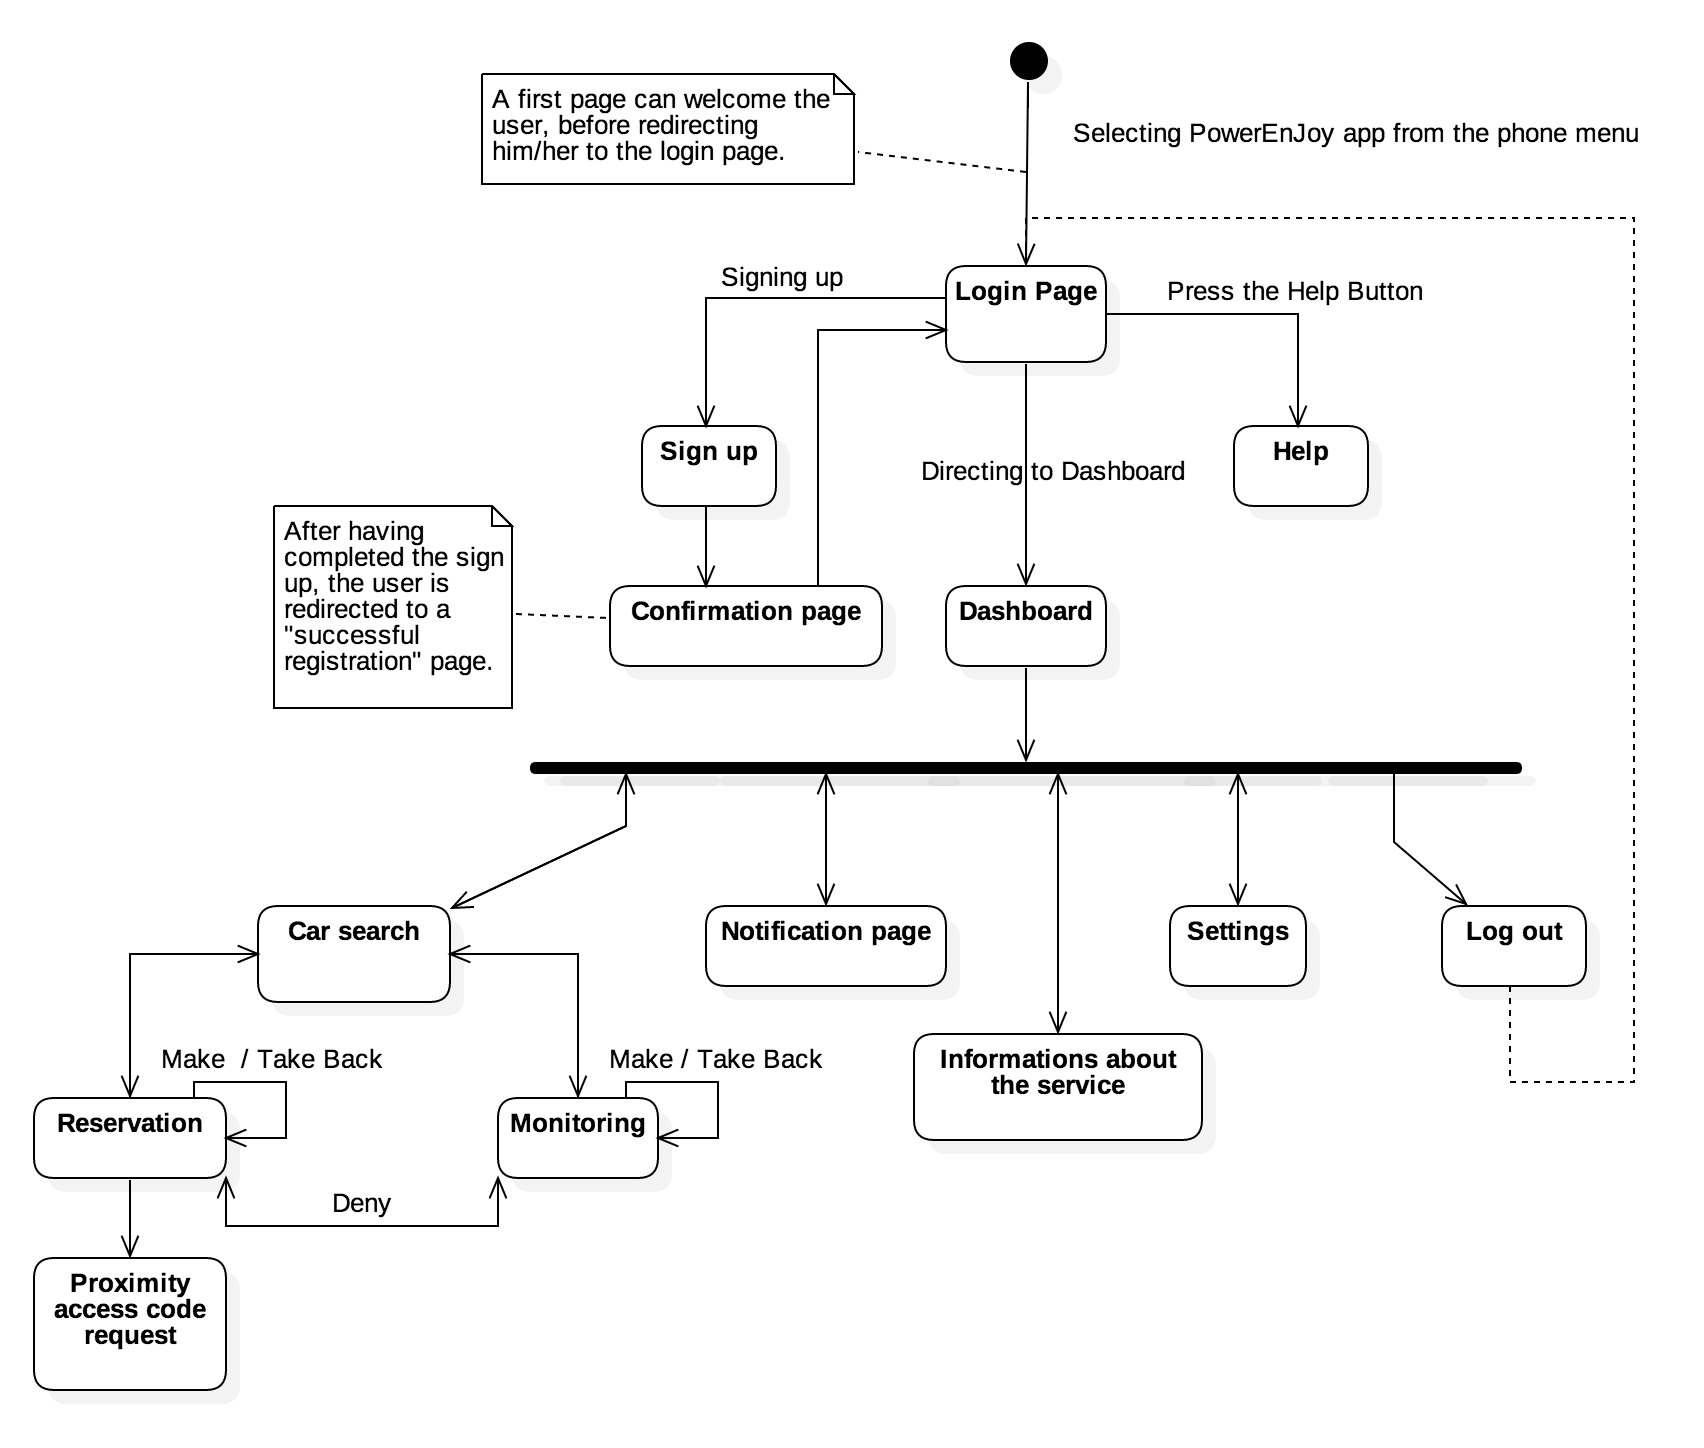 A first page can welcome the
user, before redirecting
him/her to the login page.
Selecting PowerEnJoy app from the phone menu
Signing up
Login Page
Press the Help Button
Sign up
Directing to Dashboard
Help
After having
completed the sign
up, the user is
redirected to a
"successful
registration" page.
Confirmation page
Dashboard
Car search
Notification page
Settings
Log out
Make  / Take Back
Make / Take Back
Informations about
the service
Reservation
Monitoring
Deny
Proximity
access code
request